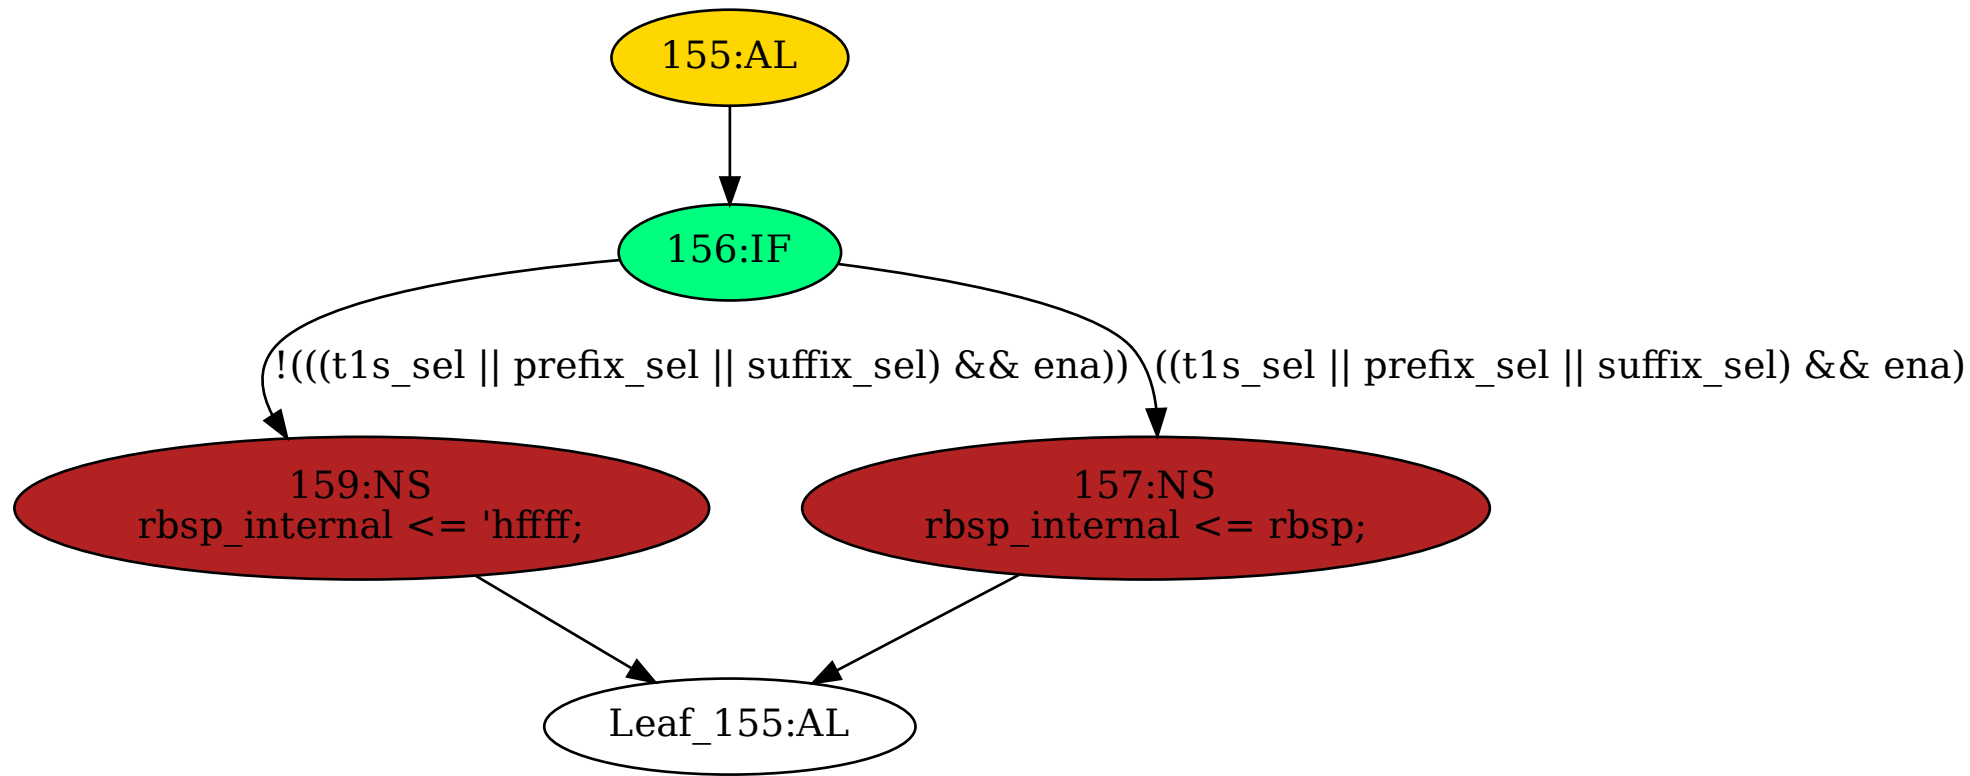 155:AL
156:IF
!(((t1s_sel || prefix_sel || suffix_sel) && ena))
((t1s_sel || prefix_sel || suffix_sel) && ena)
159:NS
rbsp_internal <= 'hffff;
157:NS
rbsp_internal <= rbsp;
Leaf_155:AL